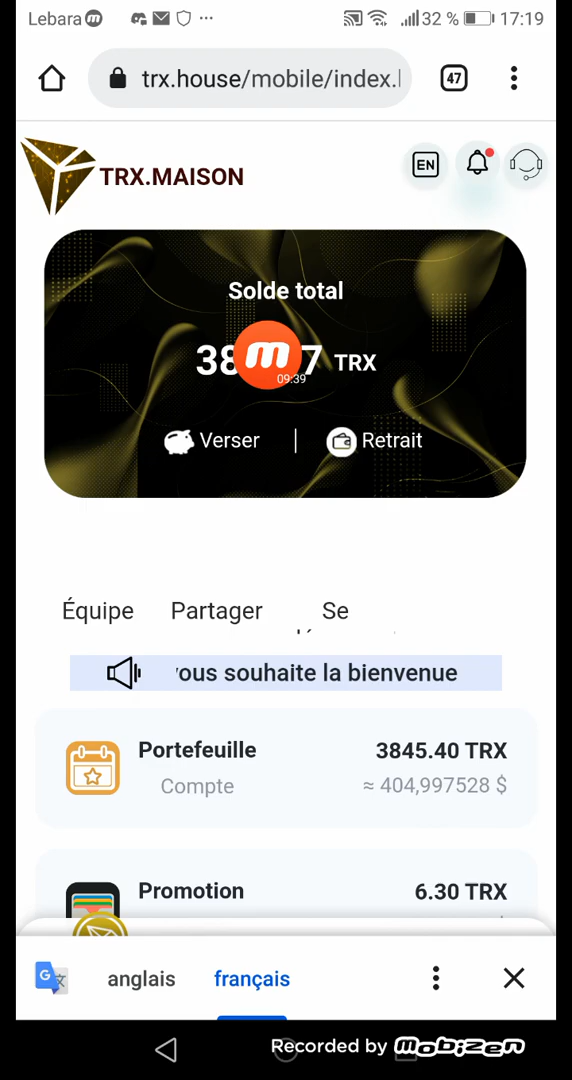 Lebara
32 %
17:19
trx.house/mobile/index.
47
TRX.MAISON
EN
Solde total
TRX
09:39
Verser | Retrait
Équipe Partager Se
ous souhaite la bienvenue
Portefeuille 3845.40 TRX
Compte ≈ 404,997528 $
Promotion 6.30 TRX
G anglais français
Recorded by mobizen